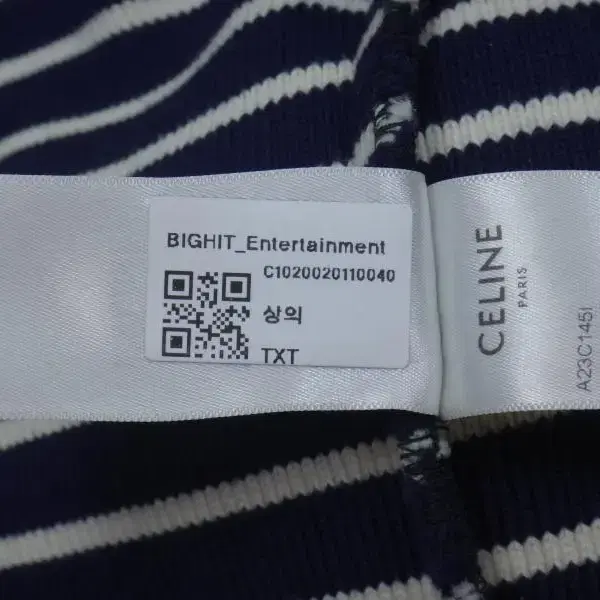 BIGHIT_Entertainment
C1020020110040
상의
TXT
CELINE
PARIS
A23C145I